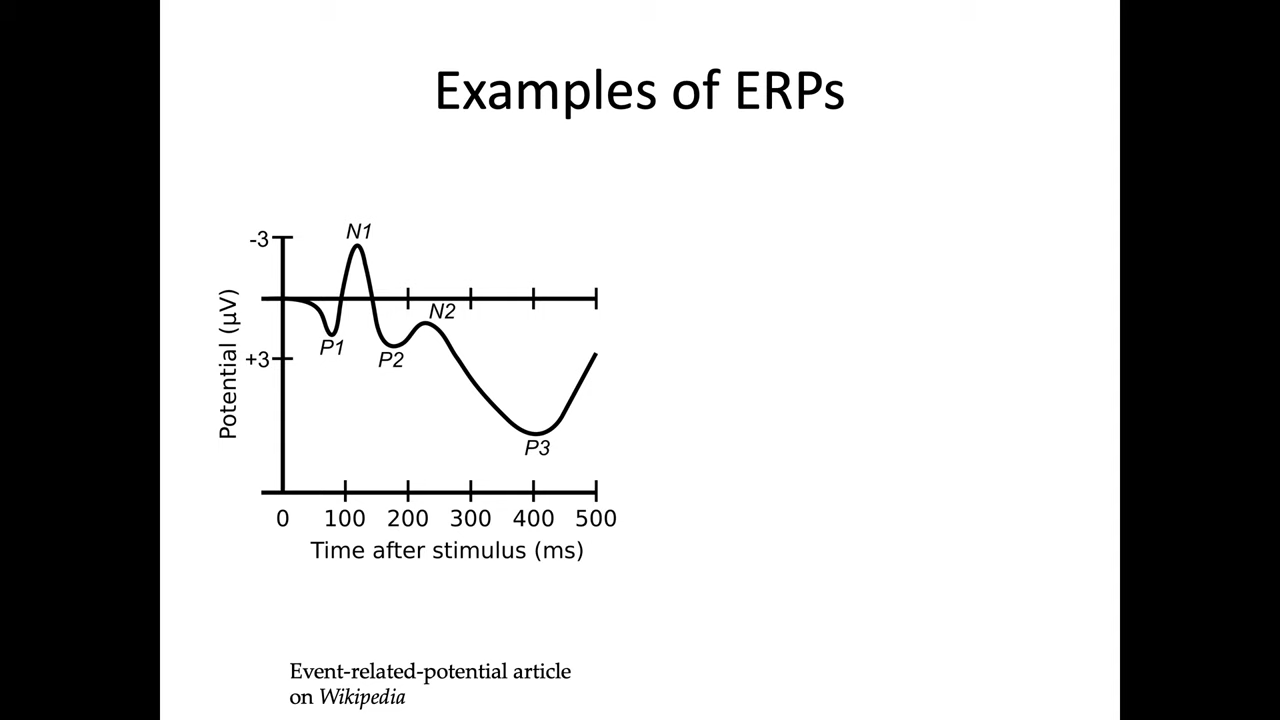 Examples of ERPs
N1
-3
N2
P1
P2
+3
P3
Potential (µV)
0 100 200 300 400 500
Time after stimulus (ms)
Event-related-potential article
on Wikipedia